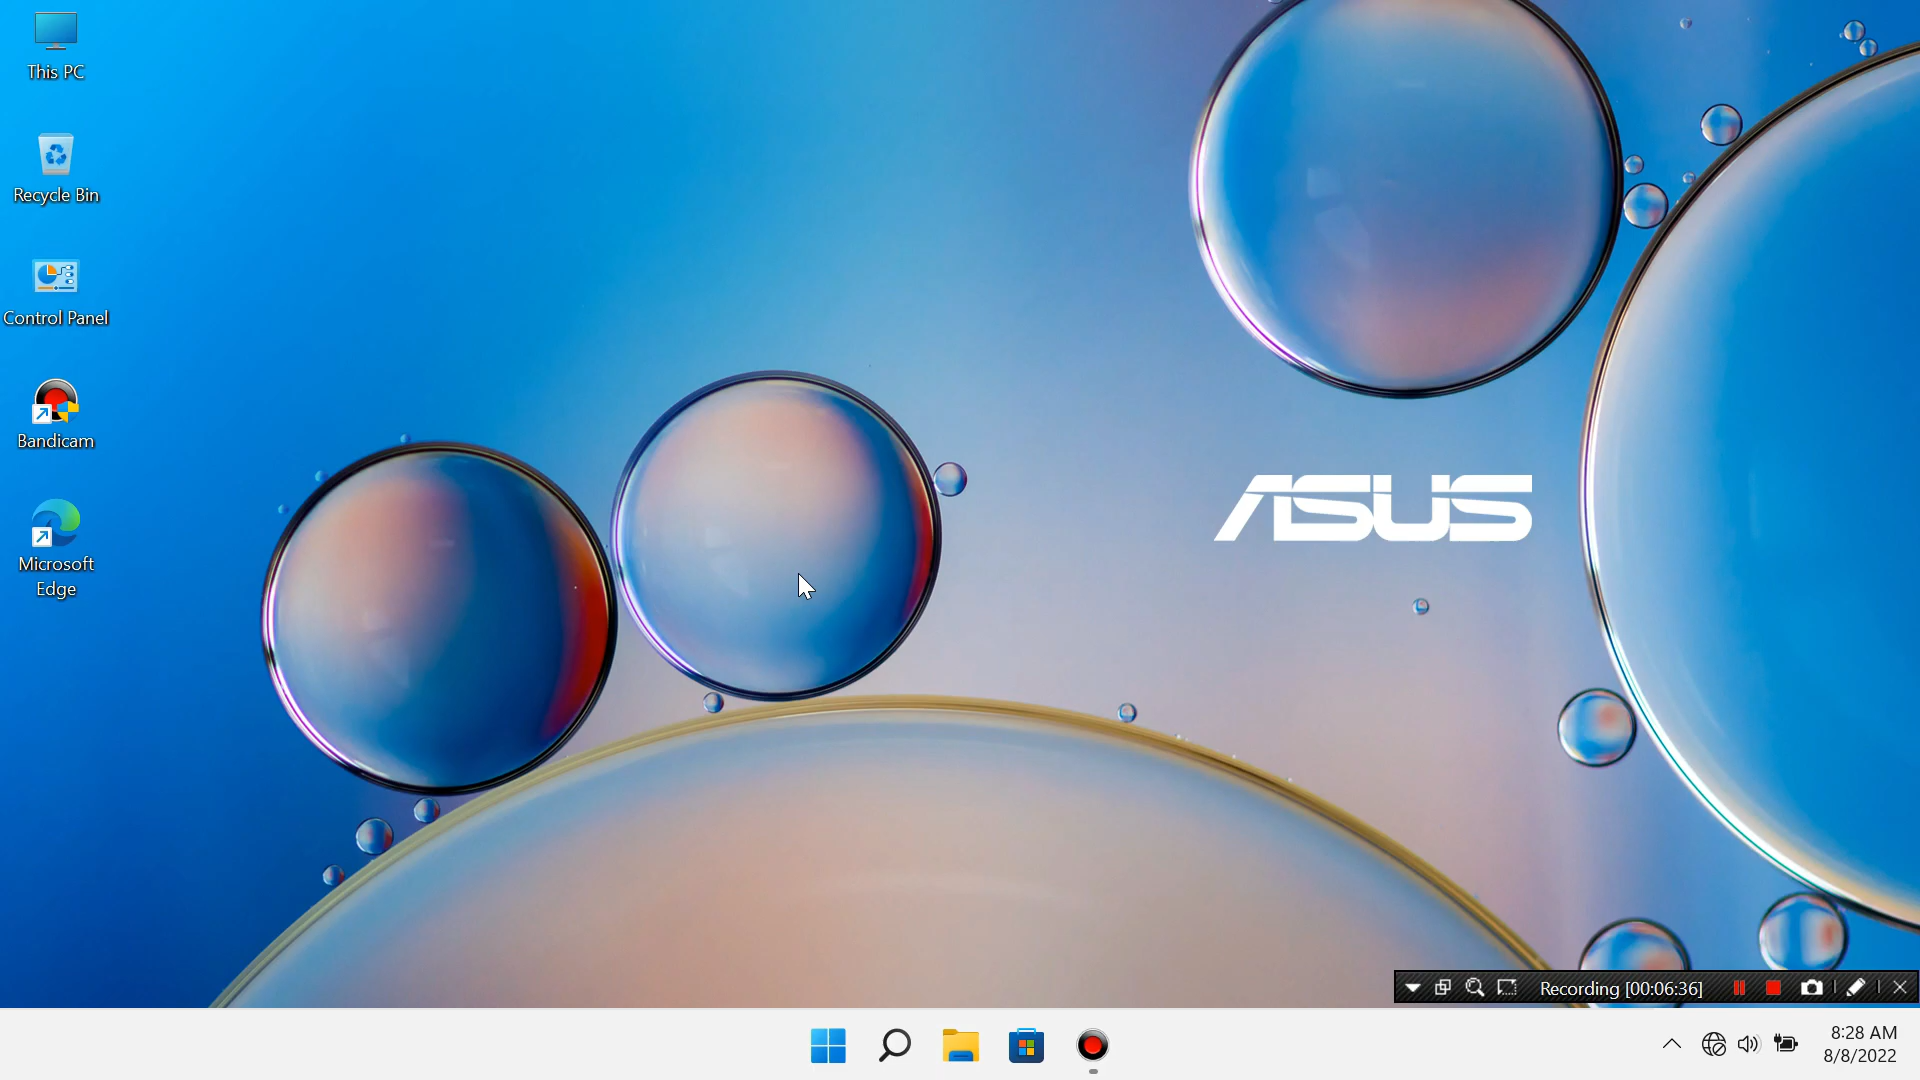 This PC
Recycle Bin
Control Panel
Bandicam
Microsoft
Edge
ASUS
Recording [00:06:36]
8:28 AM
8/8/2022